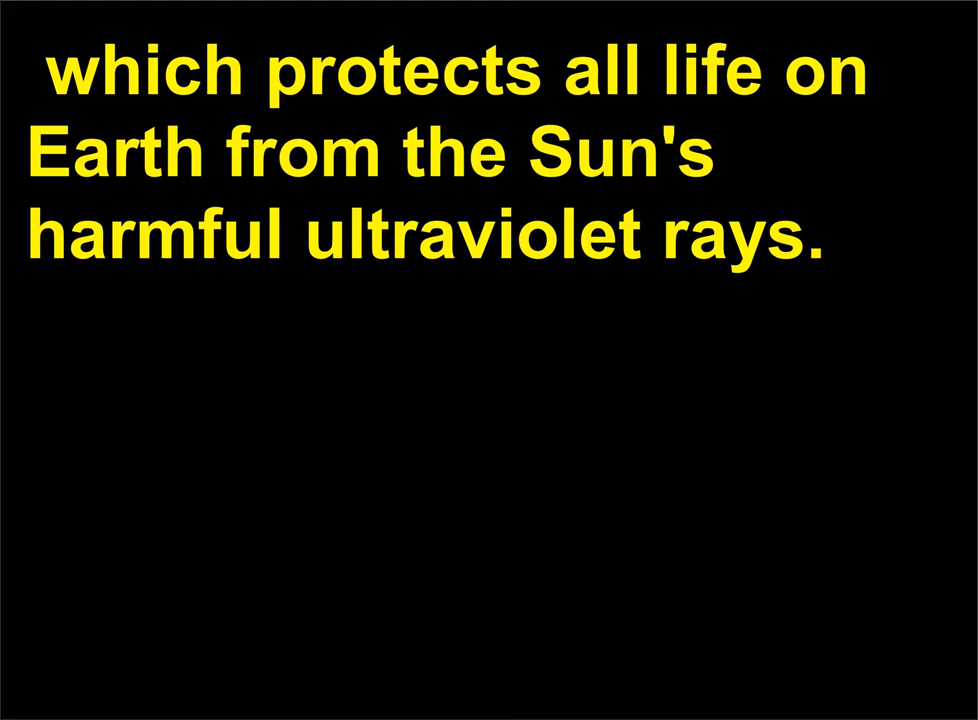 which protects all life on
Earth from the Sun's
harmful ultraviolet rays.